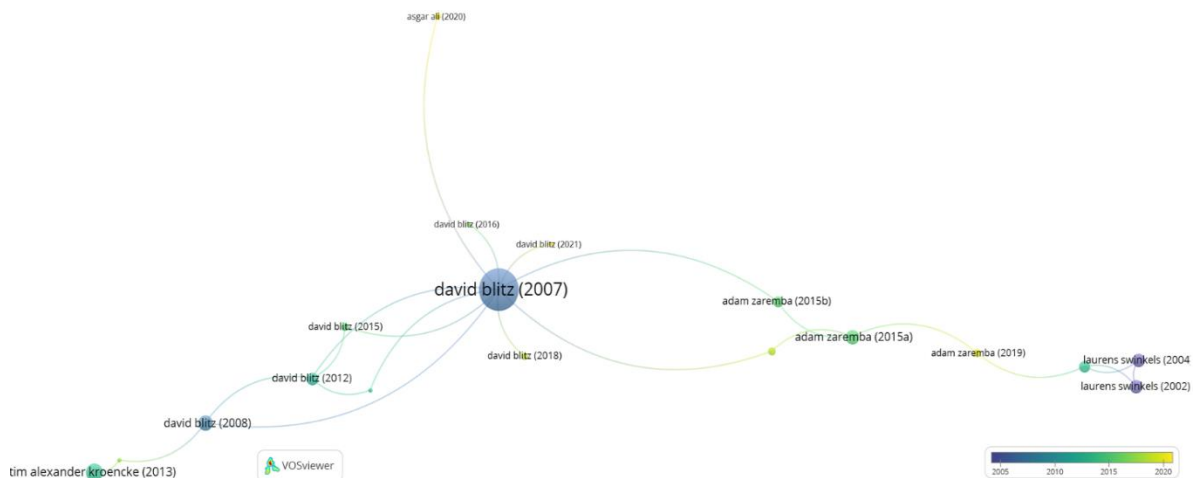 asgar ali (2020)
david blitz (2016)
david blitz (2021)
david blitz (2007)
adam zaremba (2015b)
david blitz (2015)
adam zaremba (2015a)
david blitz (2018)
adam zaremba (2019)
laurens swinkels (2004
david blitz (2012)
laurens swinkels (2002)
david blitz (2008)
tim alexander kroencke (2013)
VOSviewer
2005 2010 2015 2020